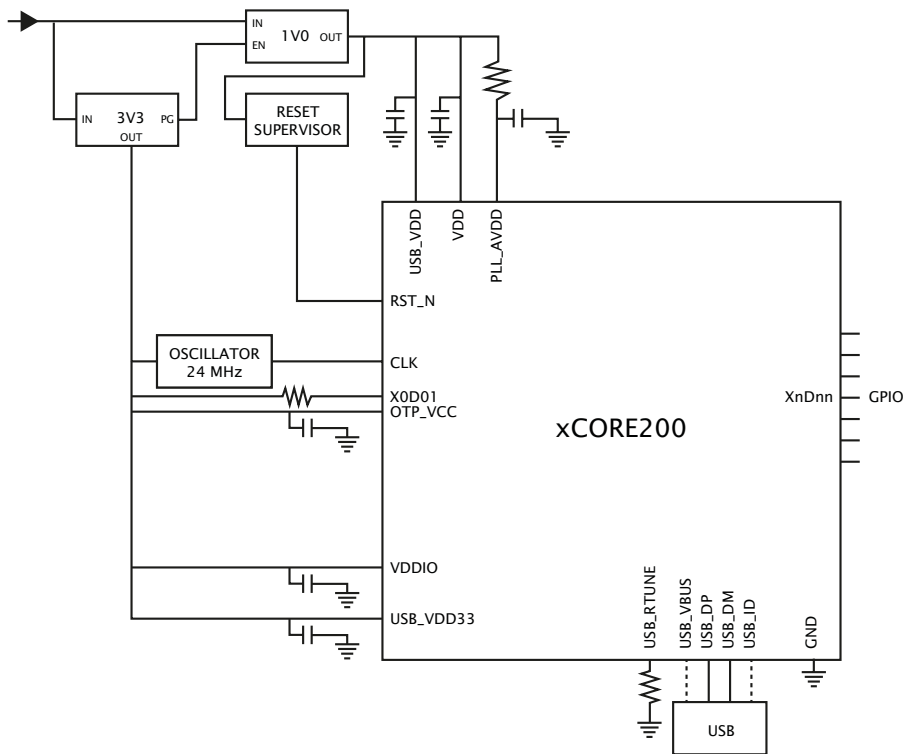 IN
1V0
OUT
EN
IN
3V3
PG
OUT
RESET
SUPERVISOR
USB_VDD
VDD
PLL_AVDD
RST_N
OSCILLATOR
24 MHz
CLK
X0D01
OTP_VCC
XnDnn
GPIO
xCORE200
VDDIO
USB_VDD33
USB_RTUNE
USB_VBUS
USB_DP
USB_DM
USB_ID
GND
USB